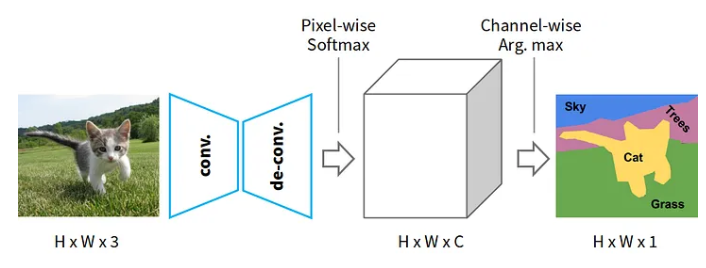 Pixel-wise
Softmax
Channel-wise
Arg. max
conv.
de-conv.
Sky
Trees
Cat
Grass
H x W x 3
H x W x C
H x W x 1